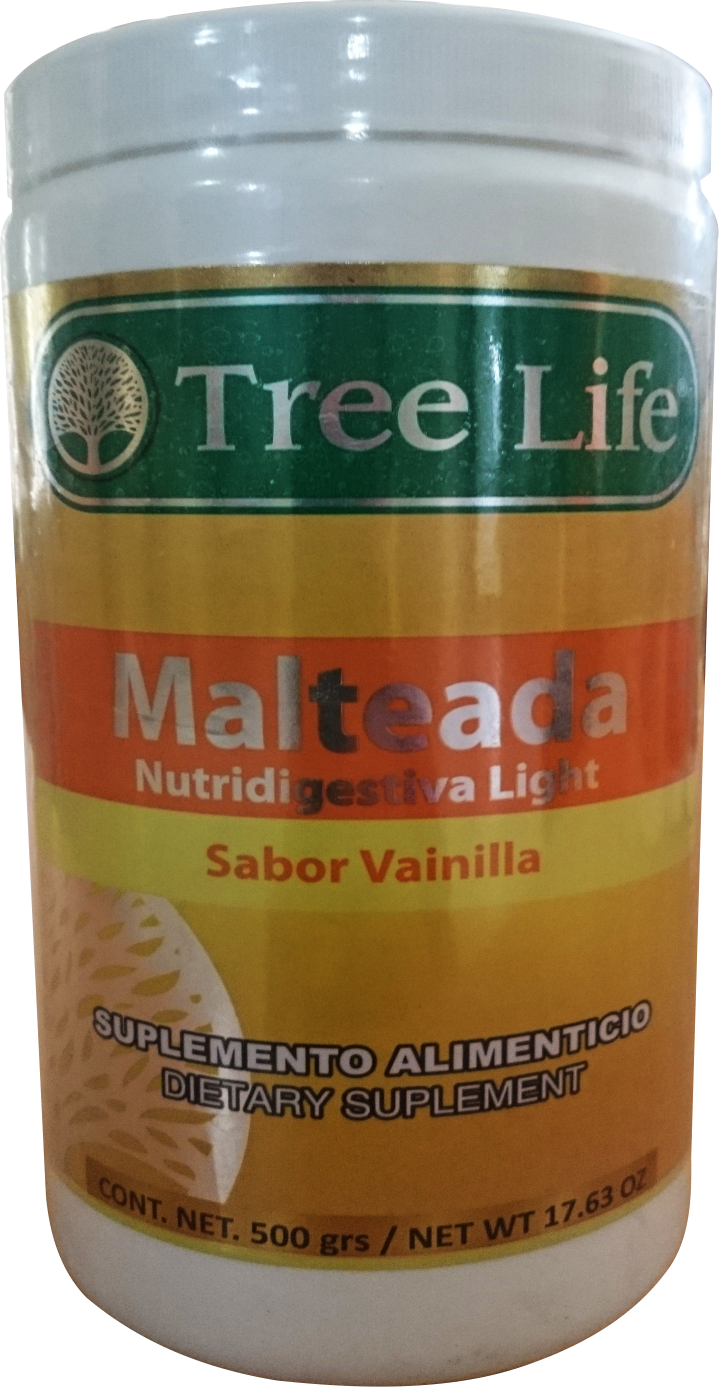 Tree Life®
Malteada
Nutridigestiva Light
Sabor Vainilla
SUPLEMENTO ALIMENTICIO
DIETARY SUPLEMENT
CONT. NET. 500 grs / NET WT 17.63 OZ